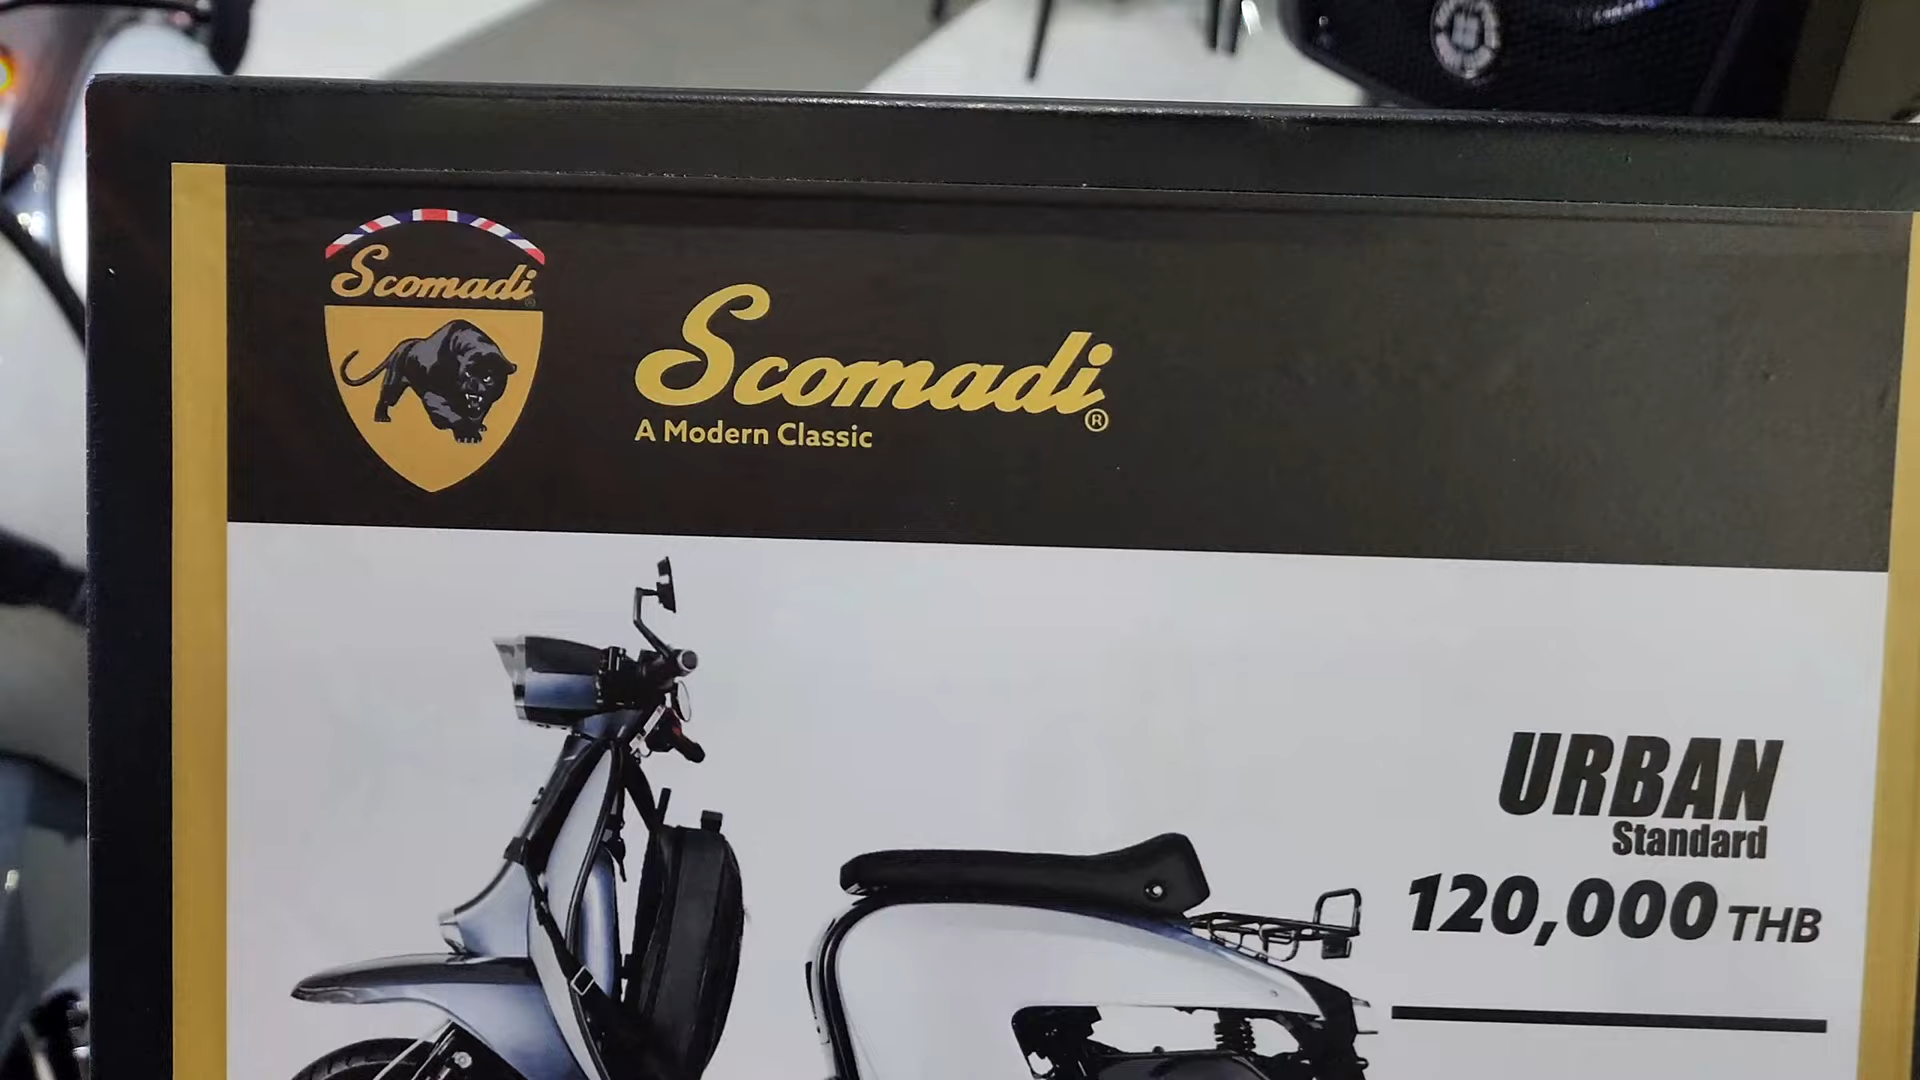 Scomadi
Scomadi®
A Modern Classic
URBAN
Standard
120,000 THB